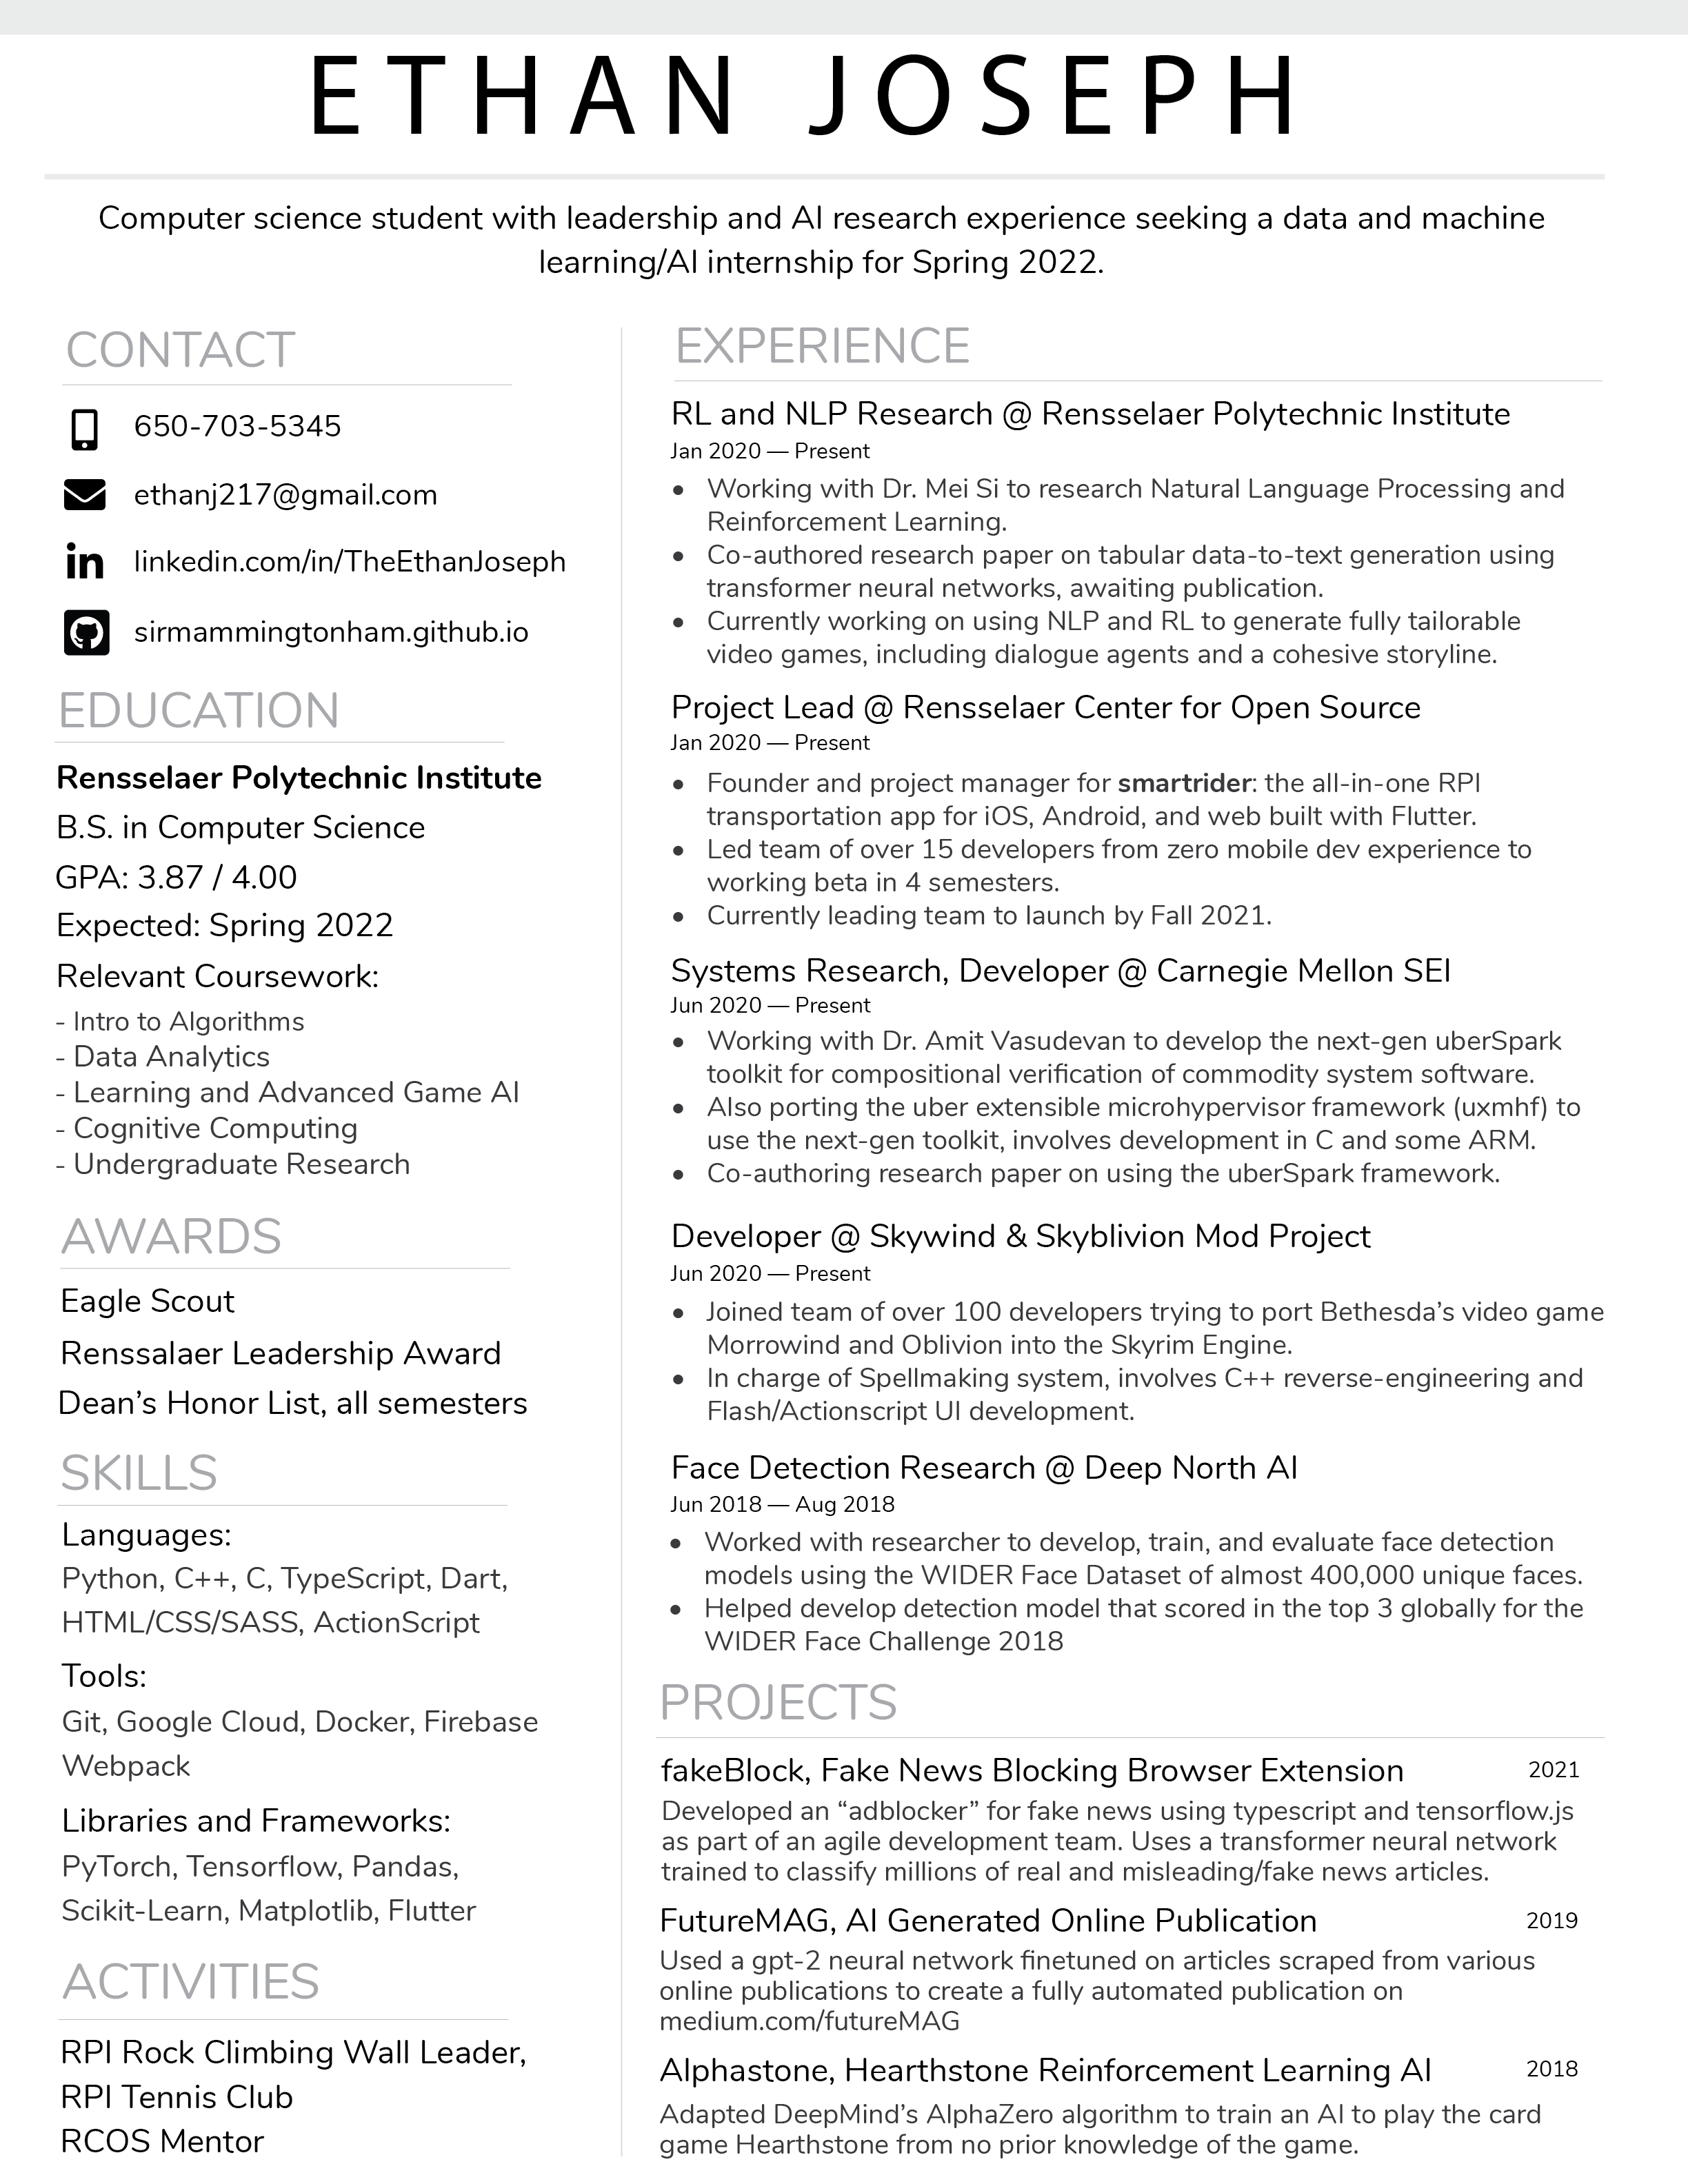 ETHAN JOSEPH
Computer science student with leadership and AI research experience seeking a data and machine
learning/AI internship for Spring 2022.
CONTACT
650-703-5345
ethanj217@gmail.com
linkedin.com/in/TheEthanJoseph
sirmammingtonham.github.io
EDUCATION
Rensselaer Polytechnic Institute
B.S. in Computer Science
GPA: 3.87 / 4.00
Expected: Spring 2022
Relevant Coursework:
- Intro to Algorithms
- Data Analytics
- Learning and Advanced Game AI
- Cognitive Computing
- Undergraduate Research
AWARDS
Eagle Scout
Renssalaer Leadership Award
Dean’s Honor List, all semesters
SKILLS
Languages:
Python, C++, C, TypeScript, Dart,
HTML/CSS/SASS, ActionScript
Tools:
Git, Google Cloud, Docker, Firebase
Webpack
Libraries and Frameworks:
PyTorch, Tensorflow, Pandas,
Scikit-Learn, Matplotlib, Flutter
ACTIVITIES
RPI Rock Climbing Wall Leader,
RPI Tennis Club
RCOS Mentor
EXPERIENCE
RL and NLP Research @ Rensselaer Polytechnic Institute
Jan 2020 — Present
• Working with Dr. Mei Si to research Natural Language Processing and
Reinforcement Learning.
• Co-authored research paper on tabular data-to-text generation using
transformer neural networks, awaiting publication.
• Currently working on using NLP and RL to generate fully tailorable
video games, including dialogue agents and a cohesive storyline.
Project Lead @ Rensselaer Center for Open Source
Jan 2020 — Present
• Founder and project manager for smartrider: the all-in-one RPI
transportation app for iOS, Android, and web built with Flutter.
• Led team of over 15 developers from zero mobile dev experience to
working beta in 4 semesters.
• Currently leading team to launch by Fall 2021.
Systems Research, Developer @ Carnegie Mellon SEI
Jun 2020 — Present
• Working with Dr. Amit Vasudevan to develop the next-gen uberSpark
toolkit for compositional verification of commodity system software.
• Also porting the uber extensible microhypervisor framework (uxmhf) to
use the next-gen toolkit, involves development in C and some ARM.
• Co-authoring research paper on using the uberSpark framework.
Developer @ Skywind & Skyblivion Mod Project
Jun 2020 — Present
• Joined team of over 100 developers trying to port Bethesda’s video game
Morrowind and Oblivion into the Skyrim Engine.
• In charge of Spellmaking system, involves C++ reverse-engineering and
Flash/Actionscript UI development.
Face Detection Research @ Deep North AI
Jun 2018 — Aug 2018
• Worked with researcher to develop, train, and evaluate face detection
models using the WIDER Face Dataset of almost 400,000 unique faces.
• Helped develop detection model that scored in the top 3 globally for the
WIDER Face Challenge 2018
PROJECTS
fakeBlock, Fake News Blocking Browser Extension 2021
Developed an “adblocker” for fake news using typescript and tensorflow.js
as part of an agile development team. Uses a transformer neural network
trained to classify millions of real and misleading/fake news articles.
FutureMAG, AI Generated Online Publication 2019
Used a gpt-2 neural network finetuned on articles scraped from various
online publications to create a fully automated publication on
medium.com/futureMAG
Alphastone, Hearthstone Reinforcement Learning AI 2018
Adapted DeepMind’s AlphaZero algorithm to train an AI to play the card
game Hearthstone from no prior knowledge of the game.